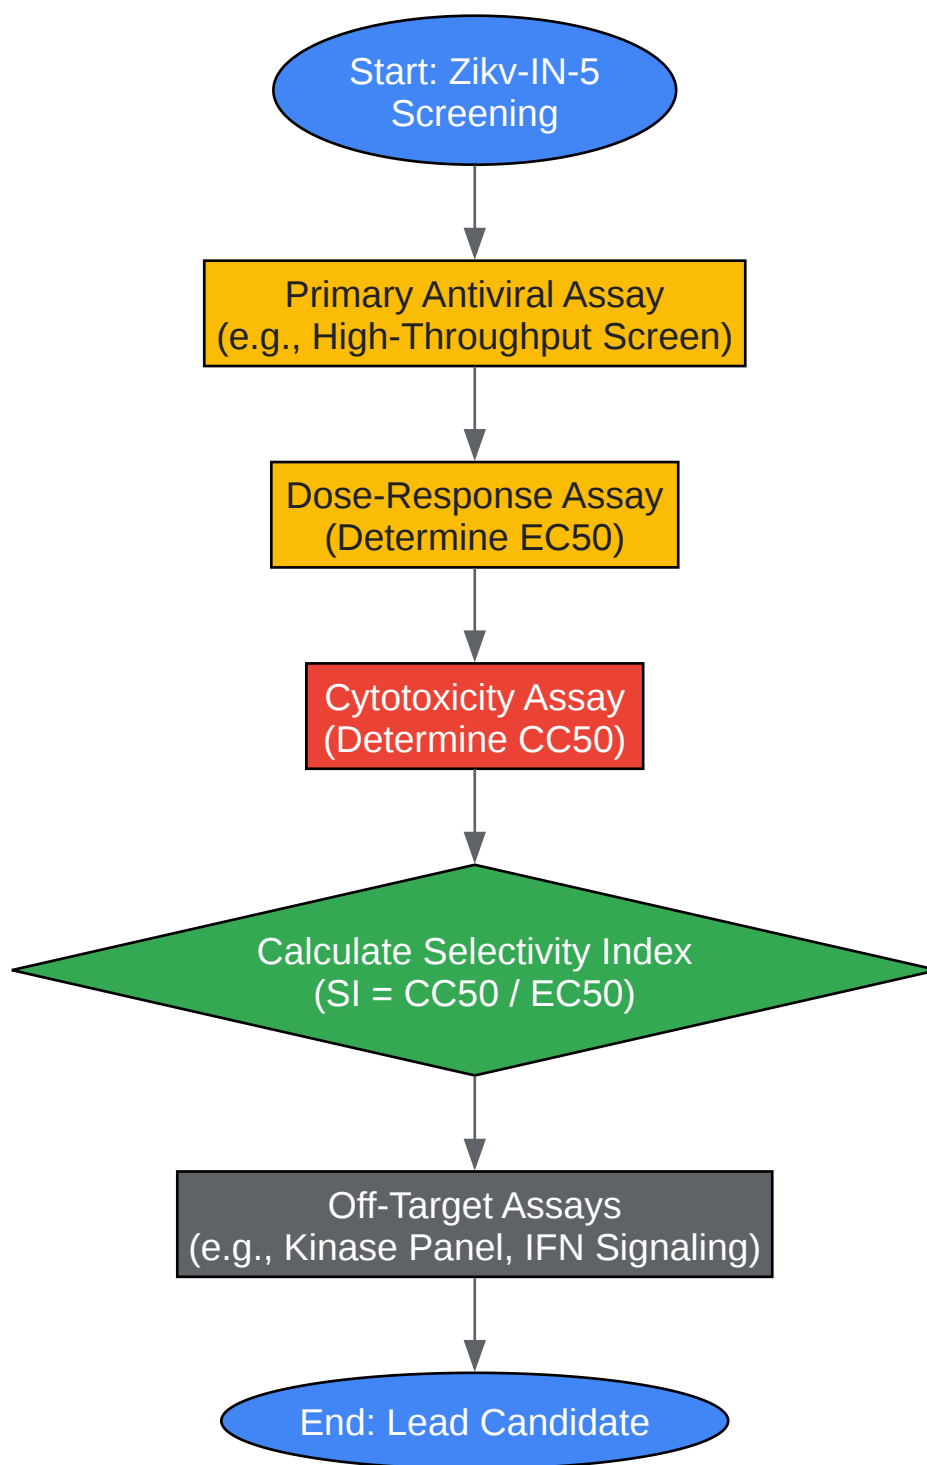 Start: Zikv-IN-5
Screening
Primary Antiviral Assay
(e.g., High-Throughput Screen)
Dose-Response Assay
(Determine EC50)
Cytotoxicity Assay
(Determine CC50)
Calculate Selectivity Index
(SI = CC50 / EC50)
Off-Target Assays
(e.g., Kinase Panel, IFN Signaling)
End: Lead Candidate